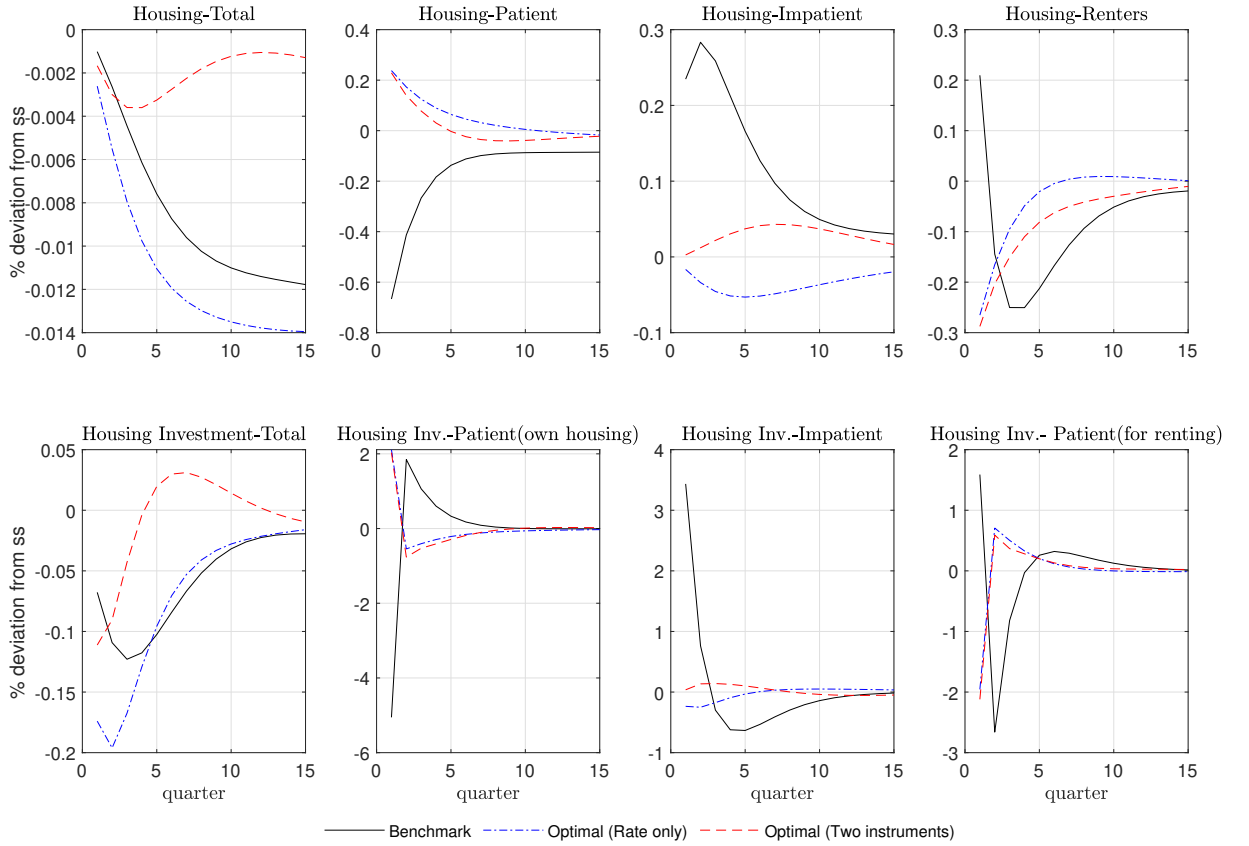 Housing-Total
Housing-Patient
Housing-Impatient
Housing-Renters
% deviation from ss
0
-0.002
-0.004
-0.006
-0.008
-0.01
-0.012
-0.014
0 5 10 15
0.4
0.2
0
-0.2
-0.4
-0.6
-0.8
0 5 10 15
0.3
0.2
0.1
0
-0.1
0 5 10 15
0.3
0.2
0.1
0
-0.1
-0.2
-0.3
0 5 10 15
Housing Investment-Total
Housing Inv.-Patient(own housing)
Housing Inv.-Impatient
Housing Inv.- Patient(for renting)
% deviation from ss
0.05
0
-0.05
-0.1
-0.15
-0.2
0 5 10 15
quarter
2
0
-2
-4
-6
0 5 10 15
quarter
4
3
2
1
0
-1
0 5 10 15
quarter
2
1
0
-1
-2
-3
0 5 10 15
quarter
Benchmark
Optimal (Rate only)
Optimal (Two instruments)